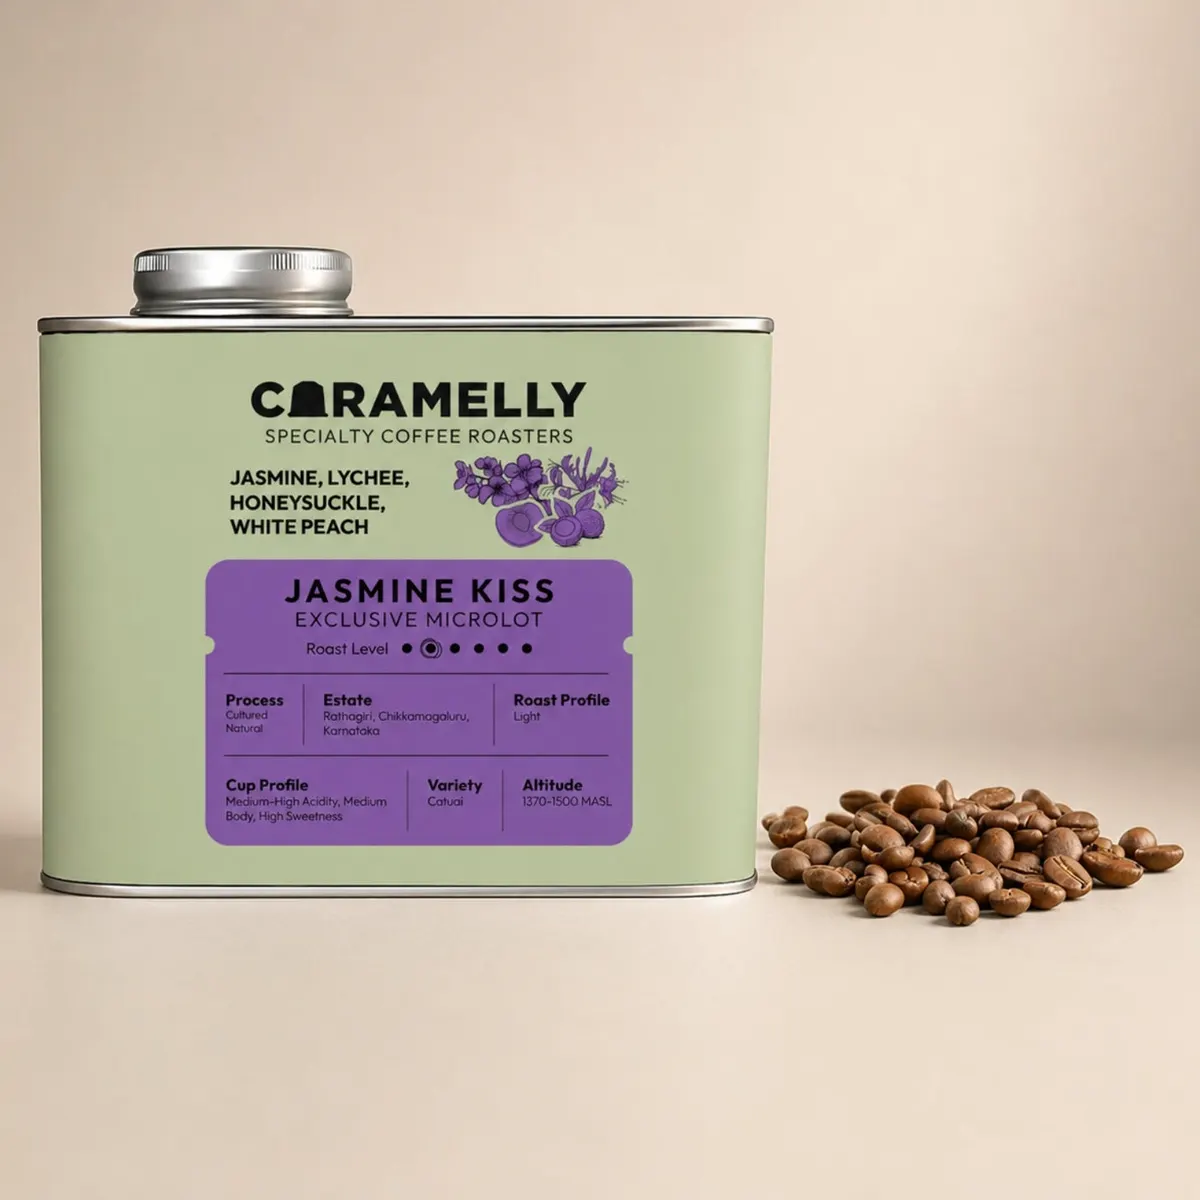 CARAMELLY
SPECIALTY COFFEE ROASTERS
JASMINE, LYCHEE,
HONEYSUCKLE,
WHITE PEACH
JASMINE KISS
EXCLUSIVE MICROLOT
Roast Level
Process
Cultured
Natural
Estate
Rathagiri, Chikkamagaluru,
Karnataka
Roast Profile
Light
Cup Profile
Medium-High Acidity, Medium
Body, High Sweetness
Variety
Catuai
Altitude
1370-1500 MASL